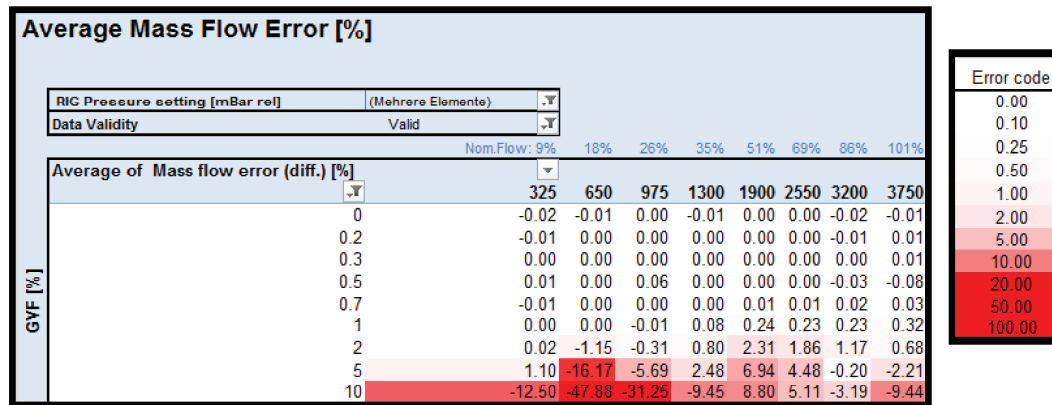 Average Mass Flow Error [%]
RIG Pressure setting [mBar rel] (Mehrere Elemente)
Data Validity Valid
Nom.Flow: 9% 18% 26% 35% 51% 69% 86% 101%
Average of Mass flow error (diff.) [%]
325 650 975 1300 1900 2550 3200 3750
GVF [%]
0 -0.02 -0.01 0.00 -0.01 0.00 0.00 -0.02 -0.01
0.2 -0.01 0.00 0.00 0.00 0.00 0.00 -0.01 0.01
0.3 0.00 0.00 0.00 0.00 0.00 0.00 0.00 0.01
0.5 0.01 0.00 0.06 0.00 0.00 0.00 -0.03 -0.08
0.7 -0.01 0.00 0.00 0.00 0.01 0.01 0.02 0.03
1 0.00 0.00 -0.01 0.08 0.24 0.23 0.23 0.32
2 0.02 -1.15 -0.31 0.80 2.31 1.86 1.17 0.68
5 1.10 -16.17 -5.69 2.48 6.94 4.48 -0.20 -2.21
10 -12.50 -47.88 -31.25 -9.45 8.80 5.11 -3.19 -9.44
Error code
0.00
0.10
0.25
0.50
1.00
2.00
5.00
10.00
20.00
50.00
100.00